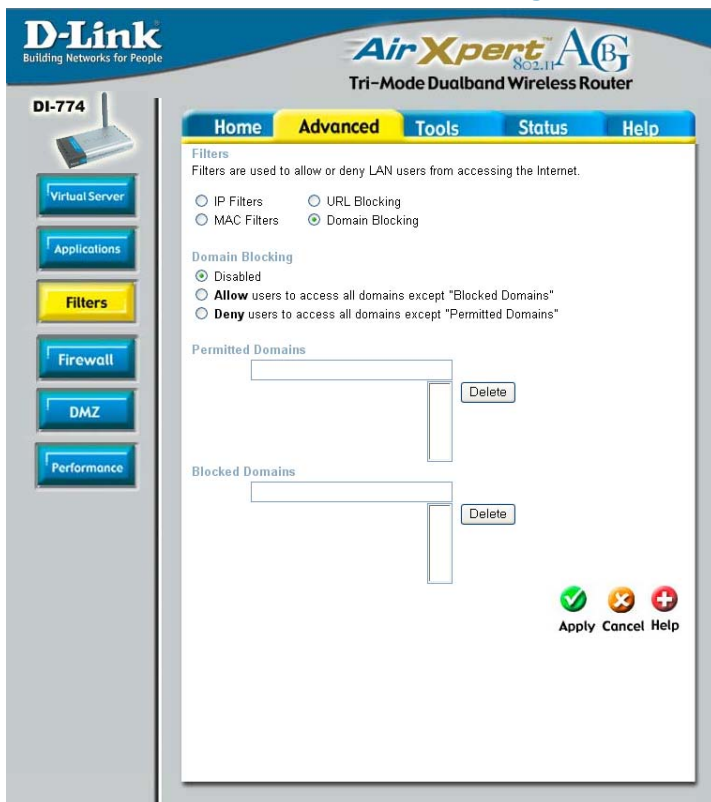 D-Link
Building Networks for People
AirXpert™ ABG
802.11
Tri-Mode Dualband Wireless Router
DI-774
Home Advanced Tools Status Help
Virtual Server
Applications
Filters
Firewall
DMZ
Performance
Filters
Filters are used to allow or deny LAN users from accessing the Internet.
IP Filters URL Blocking
MAC Filters Domain Blocking
Domain Blocking
Disabled
Allow users to access all domains except "Blocked Domains"
Deny users to access all domains except "Permitted Domains"
Permitted Domains
Delete
Blocked Domains
Delete
Apply Cancel Help